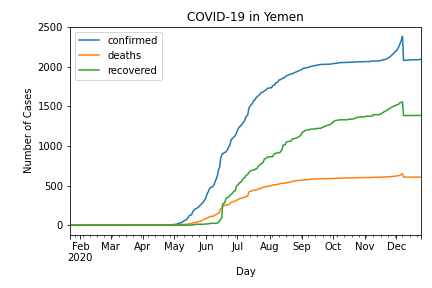 COVID-19 in Yemen
confirmed
deaths
recovered
Number of Cases
2500
2000
1500
1000
500
0
Feb Mar Apr May Jun Jul Aug Sep Oct Nov Dec
2020
Day